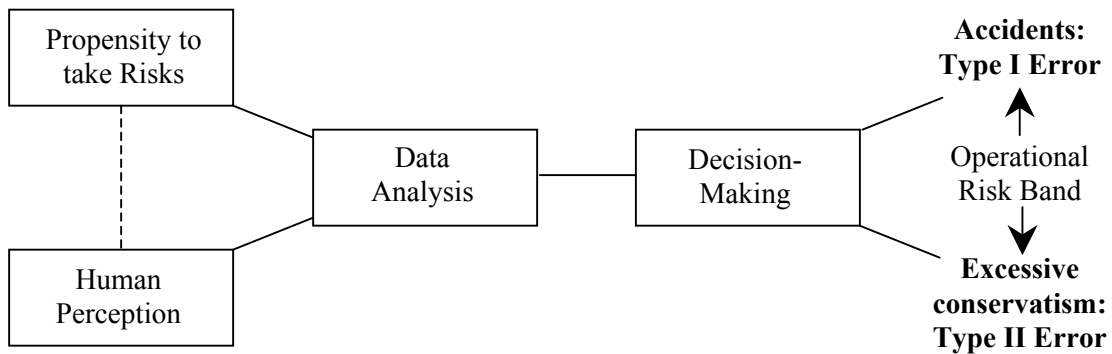 Propensity to
take Risks
Human
Perception
Data
Analysis
Decision-
Making
Accidents:
Type I Error
Operational
Risk Band
Excessive
conservatism:
Type II Error